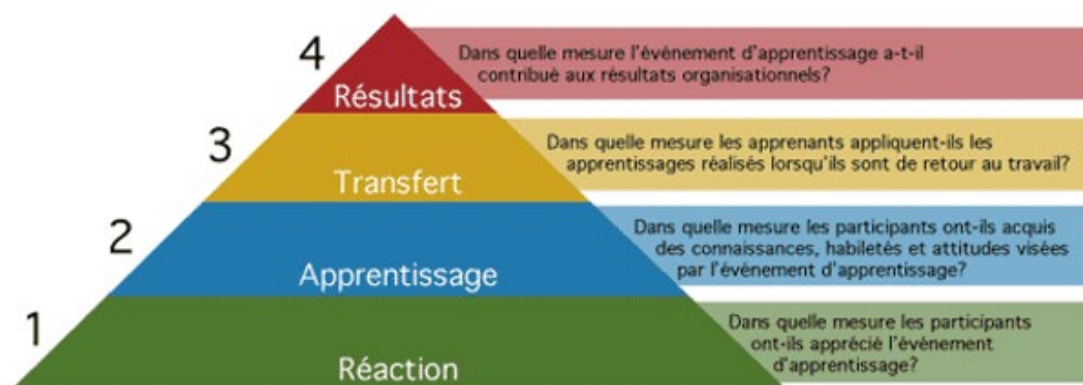 4
Résultats
Dans quelle mesure l'événement d'apprentissage a-t-il
contribué aux résultats organisationnels?
3
Transfert
Dans quelle mesure les apprenants appliquent-ils les
apprentissages réalisés lorsqu'ils sont de retour au travail?
2
Apprentissage
Dans quelle mesure les participants ont-ils acquis
des connaissances, habiletés et attitudes visées
par l'événement d'apprentissage?
1
Réaction
Dans quelle mesure les participants
ont-ils apprécié l'événement
d'apprentissage?